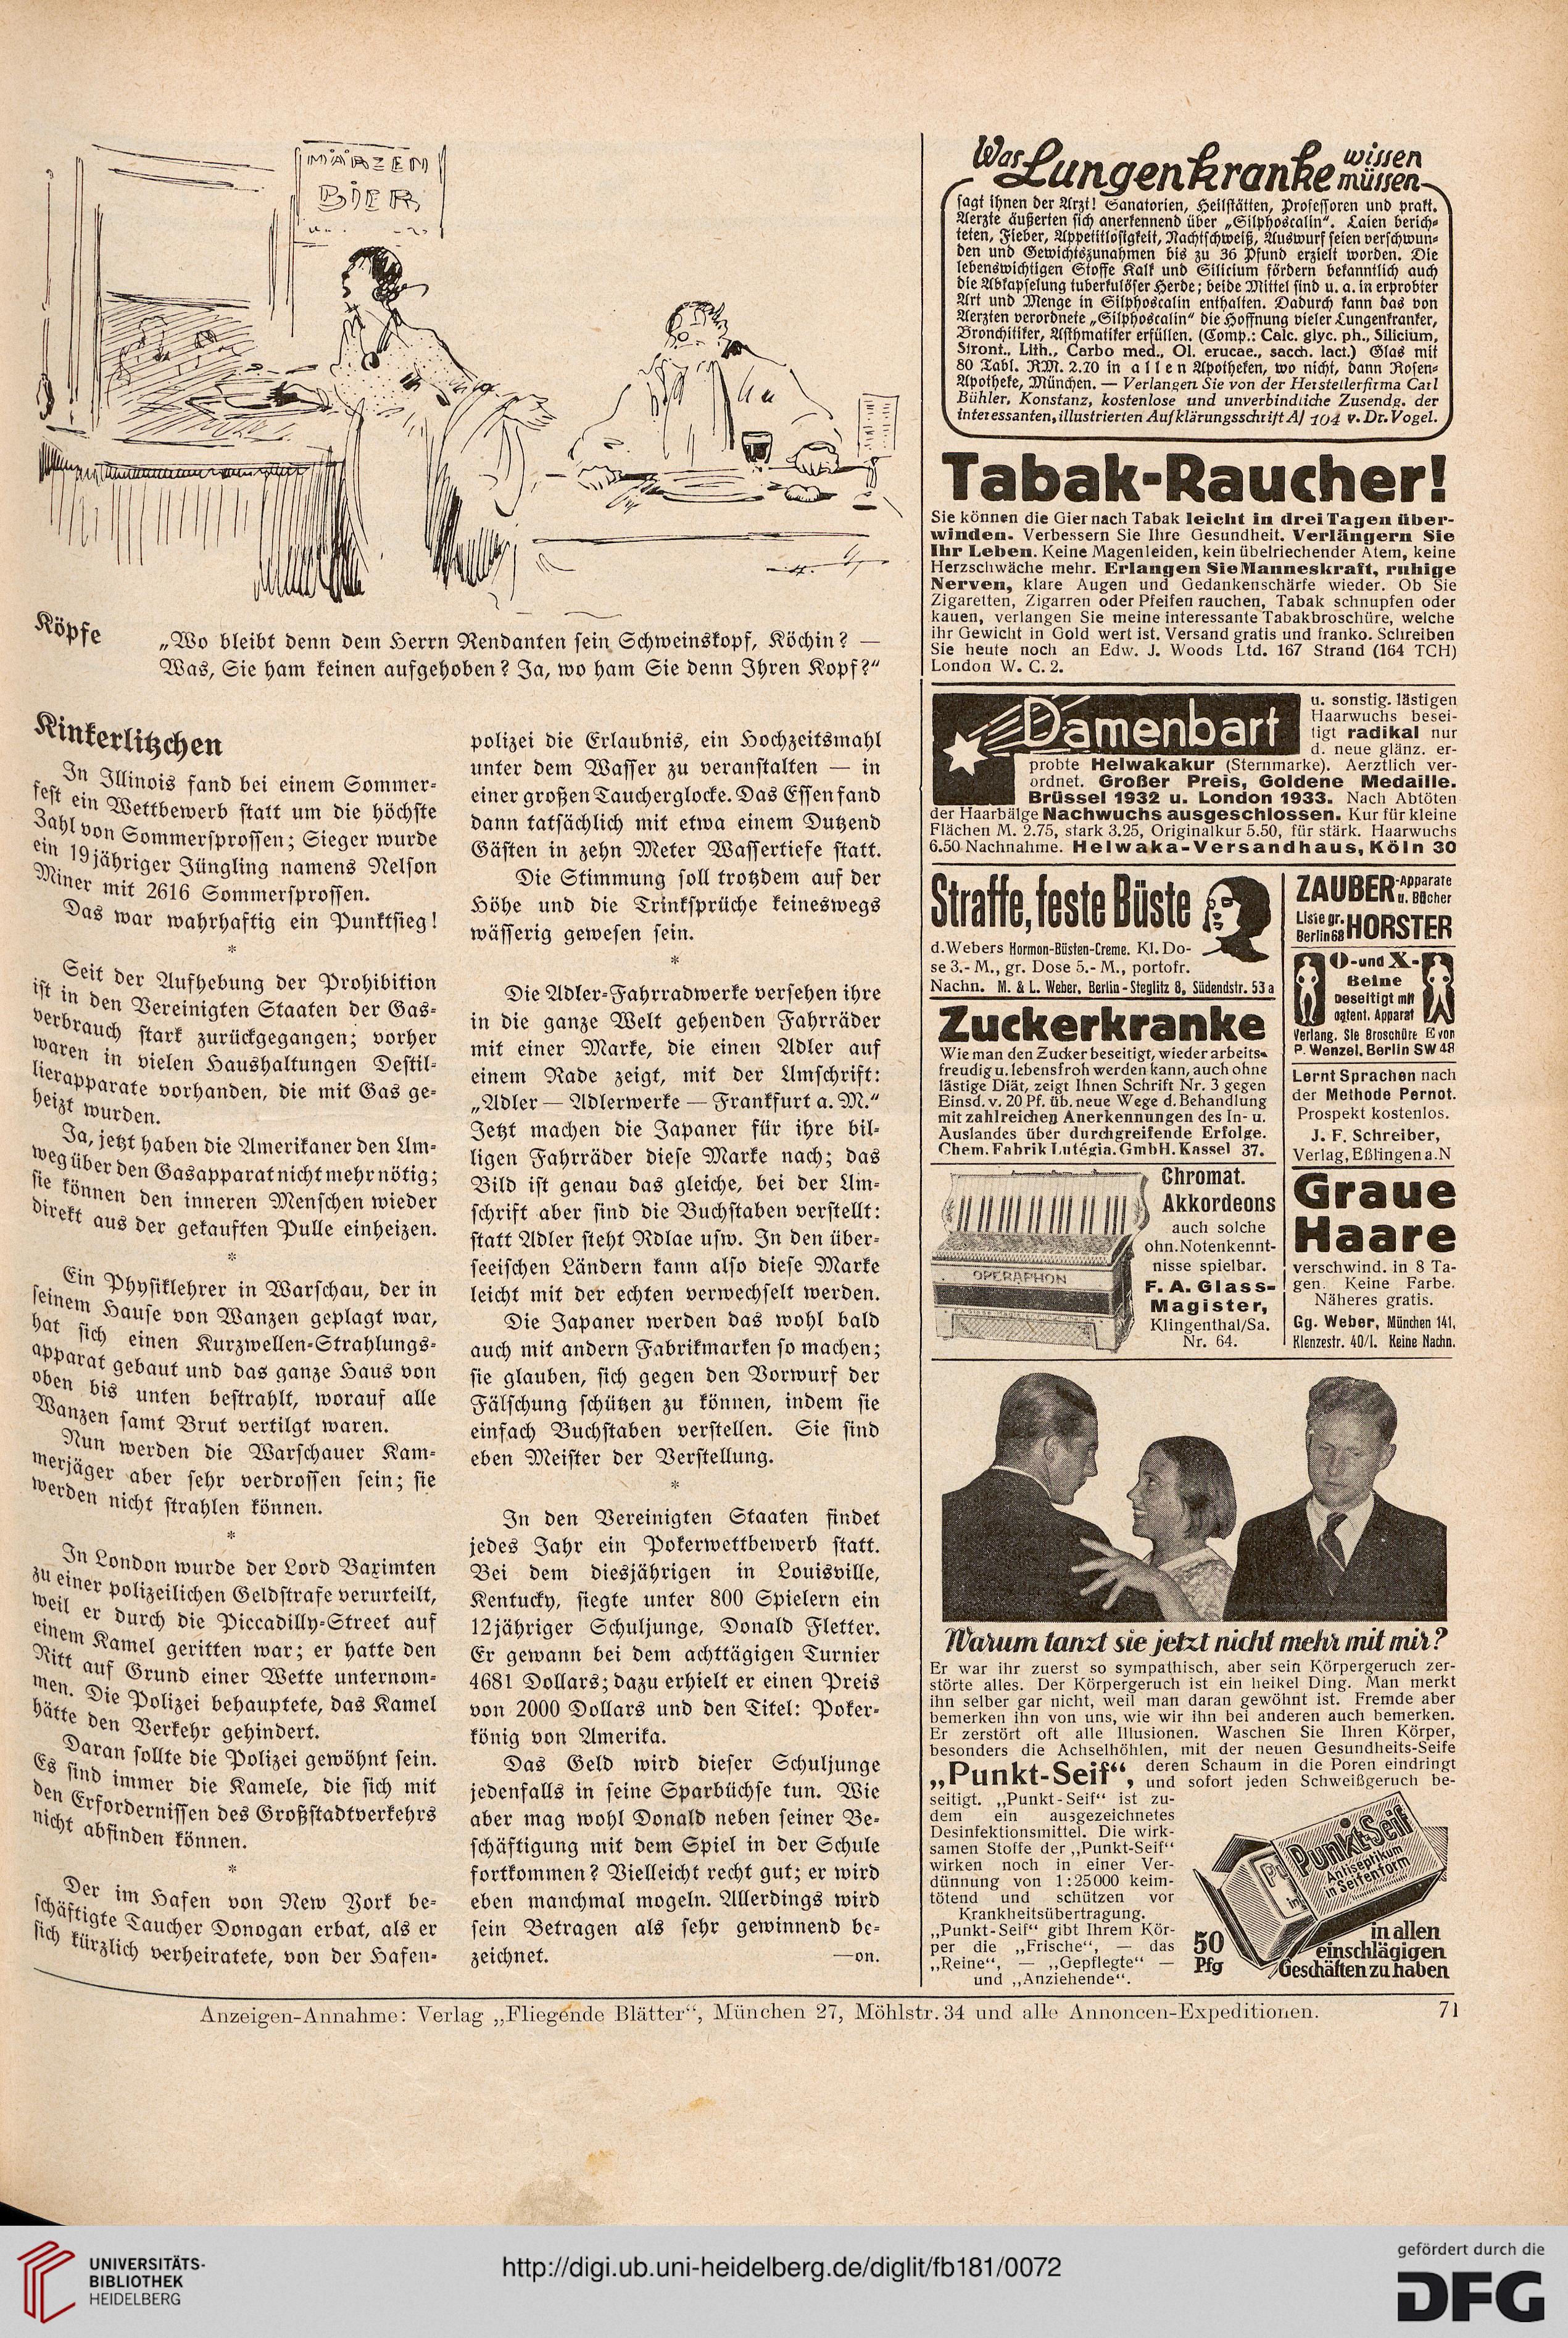 MÄRZEN
BIER
Köpfe
„Wo bleibt denn dem Herrn Rendanten sein Schweinskopf, Köchin? —
Was, Sie ham keinen aufgehoben? Ja, wo ham Sie denn Ihren Kopf?“
Kinkerlitzchen
In Illinois fand bei einem Sommer-
fest ein Wettbewerb statt um die höchste
Zahl von Sommersprossen; Sieger wurde
ein 19jähriger Jüngling namens Nelson
Miner mit 2616 Sommersprossen.
Das war wahrhaftig ein Punktsieg!
*
Seit der Aufhebung der Prohibition
ist in den Vereinigten Staaten der Gas-
verbrauch stark zurückgegangen; vorher
waren in vielen Haushaltungen Destil-
lierapparate vorhanden, die mit Gas ge-
heizt wurden.
Ja, jetzt haben die Amerikaner den Um-
weg über den Gasapparat nicht mehr nötig;
sie können den inneren Menschen wieder
direkt aus der gekauften Pulle einheizen.
*
Ein Physiklehrer in Warschau, der in
seinem Hause von Wanzen geplagt war,
hat sich einen Kurzwellen-Strahlungs-
apparat gebaut und das ganze Haus von
oben bis unten bestrahlt, worauf alle
Wanzen samt Brut vertilgt waren.
Nun werden die Warschauer Kam-
merjäger aber sehr verdrossen sein; sie
werden nicht strahlen können.
*
In London wurde der Lord Barimten
zu einer polizeilichen Geldstrafe verurteilt,
weil er durch die Piccadilly-Street auf
einem Kamel geritten war; er hatte den
Ritt auf Grund einer Wette unternom-
men. Die Polizei behauptete, das Kamel
hätte den Verkehr gehindert.
Daran sollte die Polizei gewöhnt sein.
Es sind immer die Kamele, die sich mit
den Erfordernissen des Großstadtverkehrs
nicht abfinden können.
*
Der im Hafen von New York be-
schäftigte Taucher Donogan erbat, als er
sich kürzlich verheiratete, von der Hafen-
polizei die Erlaubnis, ein Hochzeitsmahl
unter dem Wasser zu veranstalten — in
einer großen Taucherglocke. Das Essen fand
dann tatsächlich mit etwa einem Dutzend
Gästen in zehn Meter Wassertiefe statt.
Die Stimmung soll trotzdem auf der
Höhe und die Trinksprüche keineswegs
wässerig gewesen sein.
*
Die Adler-Fahrradwerke versehen ihre
in die ganze Welt gehenden Fahrräder
mit einer Marke, die einen Adler auf
einem Rade zeigt, mit der Umschrift:
„Adler — Adlerwerke — Frankfurt a. M.“
Jetzt machen die Japaner für ihre bil-
ligen Fahrräder diese Marke nach; das
Bild ist genau das gleiche, bei der Um-
schrift aber sind die Buchstaben verstellt:
statt Adler steht Rdlae usw. In den über-
seeischen Ländern kann also diese Marke
leicht mit der echten verwechselt werden.
Die Japaner werden das wohl bald
auch mit andern Fabrikmarken so machen;
sie glauben, sich gegen den Vorwurf der
Fälschung schützen zu können, indem sie
einfach Buchstaben verstellen. Sie sind
eben Meister der Verstellung.
*
In den Vereinigten Staaten findet
jedes Jahr ein Pokerwettbewerb statt.
Bei dem diesjährigen in Louisville,
Kentucky, siegte unter 800 Spielern ein
12jähriger Schuljunge, Donald Fletter.
Er gewann bei dem achttägigen Turnier
4681 Dollars; dazu erhielt er einen Preis
von 2000 Dollars und den Titel: Poker-
könig von Amerika.
Das Geld wird dieser Schuljunge
jedenfalls in seine Sparbüchse tun. Wie
aber mag wohl Donald neben seiner Be-
schäftigung mit dem Spiel in der Schule
fortkommen? Vielleicht recht gut; er wird
eben manchmal mogeln. Allerdings wird
sein Betragen als sehr gewinnend be-
zeichnet. —on.
Was Lungenkranke wissen müssen
sagt ihnen der Arzt! Sanatorien, Heilstätten, Professoren und prakt.
Aerzte äußerten sich anerkennend über „Silphoscalin“. Laien berich-
teten, Fieber, Appetitlosigkeit, Nachtschweiß, Auswurf seien verschwun-
den und Gewichtszunahmen bis zu 36 Pfund erzielt worden. Die
lebenswichtigen Stoffe Kalk und Silicium fördern bekanntlich auch
die Abkapselung tuberkulöser Herde; beide Mittel sind u. a. in erprobter
Art und Menge in Silphoscalin enthalten. Dadurch kann das von
Aerzten verordnete „Silphoscalin“ die Hoffnung vieler Lungenkranker,
Bronchitiker, Asthmatiker erfüllen. (Comp.: Calc. glyc. ph., Silicium,
Stront., Lith., Carbo med., Ol. erucae., sacch. lact.) Glas mit
80 Tabl. RM. 2.70 in allen Apotheken, wo nicht, dann Rosen-
Apotheke, München. — Verlangen Sie von der Herstellerfirma Carl
Bühler, Konstanz, kostenlose und unverbindliche Zusendg. der
interessanten, illustrierten Aufklärungsschrift A/ 104 v. Dr. Vogel.
Tabak-Raucher!
Sie können die Gier nach Tabak leicht in drei Tagen über-
winden. Verbessern Sie Ihre Gesundheit. Verlängern Sie
Ihr Leben. Keine Magenleiden, kein übelriechender Atem, keine
Herzschwäche mehr. Erlangen Sie Manneskraft, ruhige
Nerven, klare Augen und Gedankenschärfe wieder. Ob Sie
Zigaretten, Zigarren oder Pfeifen rauchen, Tabak schnupfen oder
kauen, verlangen Sie meine interessante Tabakbroschüre, welche
ihr Gewicht in Gold wert ist. Versand gratis und franko. Schreiben
Sie heute noch an Edw. J. Woods Ltd. 167 Strand (164 TCH)
London W. C. 2.
Damenbart
u. sonstig. lästigen
Haarwuchs besei-
tigt radikal nur
d. neue glänz. er-
probte Helwakakur (Sternmarke). Aerztlich ver-
ordnet. Großer Preis, Goldene Medaille.
Brüssel 1932 u. London 1933. Nach Abtöten
der Haarbälge Nachwuchs ausgeschlossen. Kur für kleine
Flächen M. 2.75, stark 3.25, Originalkur 5.50, für stärk. Haarwuchs
6.50 Nachnahme. Helwaka-Versandhaus, Köln 30
Straffe, feste Büste
d. Webers Hormon-Büsten-Creme. Kl. Do-
se 3.- M., gr. Dose 5.- M., portofr.
Nachn. M. & L. Weber, Berlin-Steglitz 8, Südendstr. 53 a
ZAUBER-Apparate u. Bücher
Liste gr. Berlin 68 HORSTER
O-und X-
Beine
beseitigt mit
patent. Apparat
Verlang. Sie Broschüre E von
P. Wenzel, Berlin SW 48
Zuckerkranke
Wie man den Zucker beseitigt, wieder arbeits-
freudig u. lebensfroh werden kann, auch ohne
lästige Diät, zeigt Ihnen Schrift Nr. 3 gegen
Einsd. v. 20 Pf. üb. neue Wege d. Behandlung
mit zahlreichen Anerkennungen des In- u.
Auslandes über durchgreifende Erfolge.
Chem. Fabrik Lutégia. GmbH. Kassel 37.
Lernt Sprachen nach
der Methode Pernot.
Prospekt kostenlos.
J. F. Schreiber,
Verlag, Eßlingen a. N
OPERAPHON
Chromat.
Akkordeons
auch solche
ohn. Notenkennt-
nisse spielbar.
F. A. Glass-
Magister,
Klingenthal/Sa.
Nr. 64.
Graue
Haare
verschwind. in 8 Ta-
gen. Keine Farbe.
Näheres gratis.
Gg. Weber, München 141,
Klenzestr. 40/I. Keine Nachn.
Warum tanzt sie jetzt nicht mehr mit mir?
Er war ihr zuerst so sympathisch, aber sein Körpergeruch zer-
störte alles. Der Körpergeruch ist ein heikel Ding. Man merkt
ihn selber gar nicht, weil man daran gewöhnt ist. Fremde aber
bemerken ihn von uns, wie wir ihn bei anderen auch bemerken.
Er zerstört oft alle Illusionen. Waschen Sie Ihren Körper,
besonders die Achselhöhlen, mit der neuen Gesundheits-Seife
„Punkt-Seif“, deren Schaum in die Poren eindringt
und sofort jeden Schweißgeruch be-
seitigt. „Punkt-Seif“ ist zu-
dem ein ausgezeichnetes
Desinfektionsmittel. Die wirk-
samen Stoffe der „Punkt-Seif“
wirken noch in einer Ver-
dünnung von 1:25000 keim-
tötend und schützen vor
Krankheitsübertragung.
„Punkt-Seif“ gibt Ihrem Kör-
per die „Frische“, — das
„Reine“, — „Gepflegte“ —
und „Anziehende“.
Punkt-Seif
Antiseptikum
in Seifenform
50
Pfg
in allen
einschlägigen
Geschäften zu haben
Anzeigen-Annahme: Verlag „Fliegende Blätter“, München 27, Möhlstr. 34 und alle Annoncen-Expeditionen. 71
UNIVERSITÄTS-
BIBLIOTHEK
HEIDELBERG
http://digi.ub.uni-heidelberg.de/diglit/fb181/0072
gefördert durch die
DFG